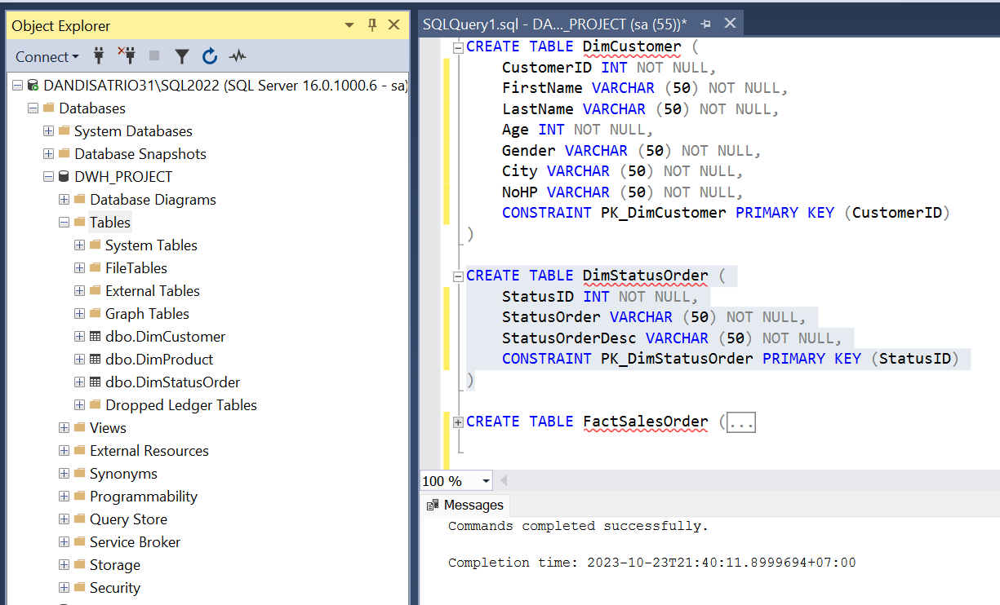 Object Explorer
Connect
DANDISATRIO31\SQL2022 (SQL Server 16.0.1000.6 - sa)
Databases
System Databases
Database Snapshots
DWH_PROJECT
Database Diagrams
Tables
System Tables
FileTables
External Tables
Graph Tables
dbo.DimCustomer
dbo.DimProduct
dbo.DimStatusOrder
Dropped Ledger Tables
Views
External Resources
Synonyms
Programmability
Query Store
Service Broker
Storage
Security
SQLQuery1.sql - DA..._PROJECT (sa (55))*
CREATE TABLE DimCustomer (
CustomerID INT NOT NULL,
FirstName VARCHAR (50) NOT NULL,
LastName VARCHAR (50) NOT NULL,
Age INT NOT NULL,
Gender VARCHAR (50) NOT NULL,
City VARCHAR (50) NOT NULL,
NoHP VARCHAR (50) NOT NULL,
CONSTRAINT PK_DimCustomer PRIMARY KEY (CustomerID)
)
CREATE TABLE DimStatusOrder (
StatusID INT NOT NULL,
StatusOrder VARCHAR (50) NOT NULL,
StatusOrderDesc VARCHAR (50) NOT NULL,
CONSTRAINT PK_DimStatusOrder PRIMARY KEY (StatusID)
)
CREATE TABLE FactSalesOrder (...
100 %
Messages
Commands completed successfully.
Completion time: 2023-10-23T21:40:11.8999694+07:00